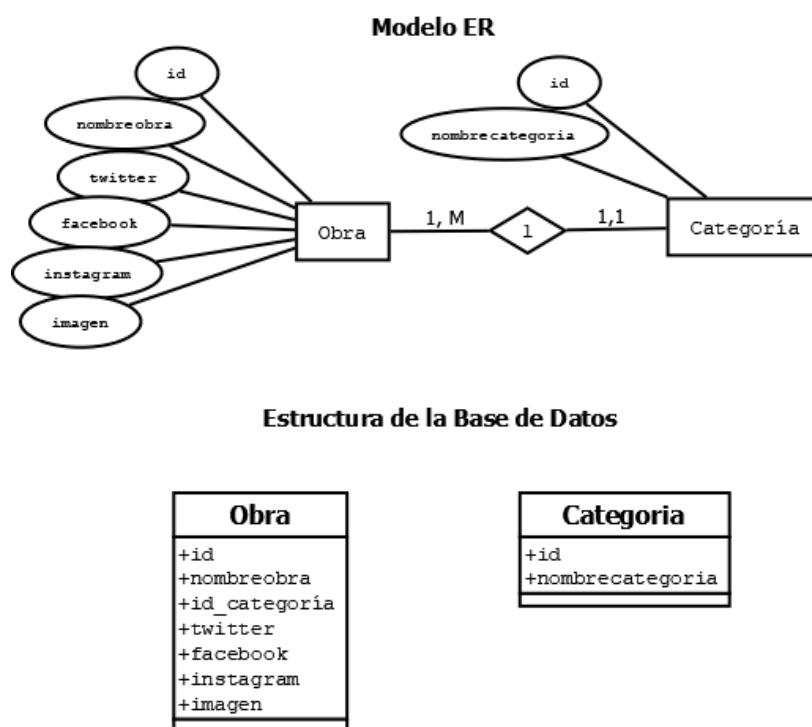 Modelo ER
id
nombreobra
twitter
facebook
instagram
imagen
Obra
1, M
1
1,1
id
nombrecategoria
Categoría
Estructura de la Base de Datos
Obra
+id
+nombreobra
+id_categoría
+twitter
+facebook
+instagram
+imagen
Categoria
+id
+nombrecategoria